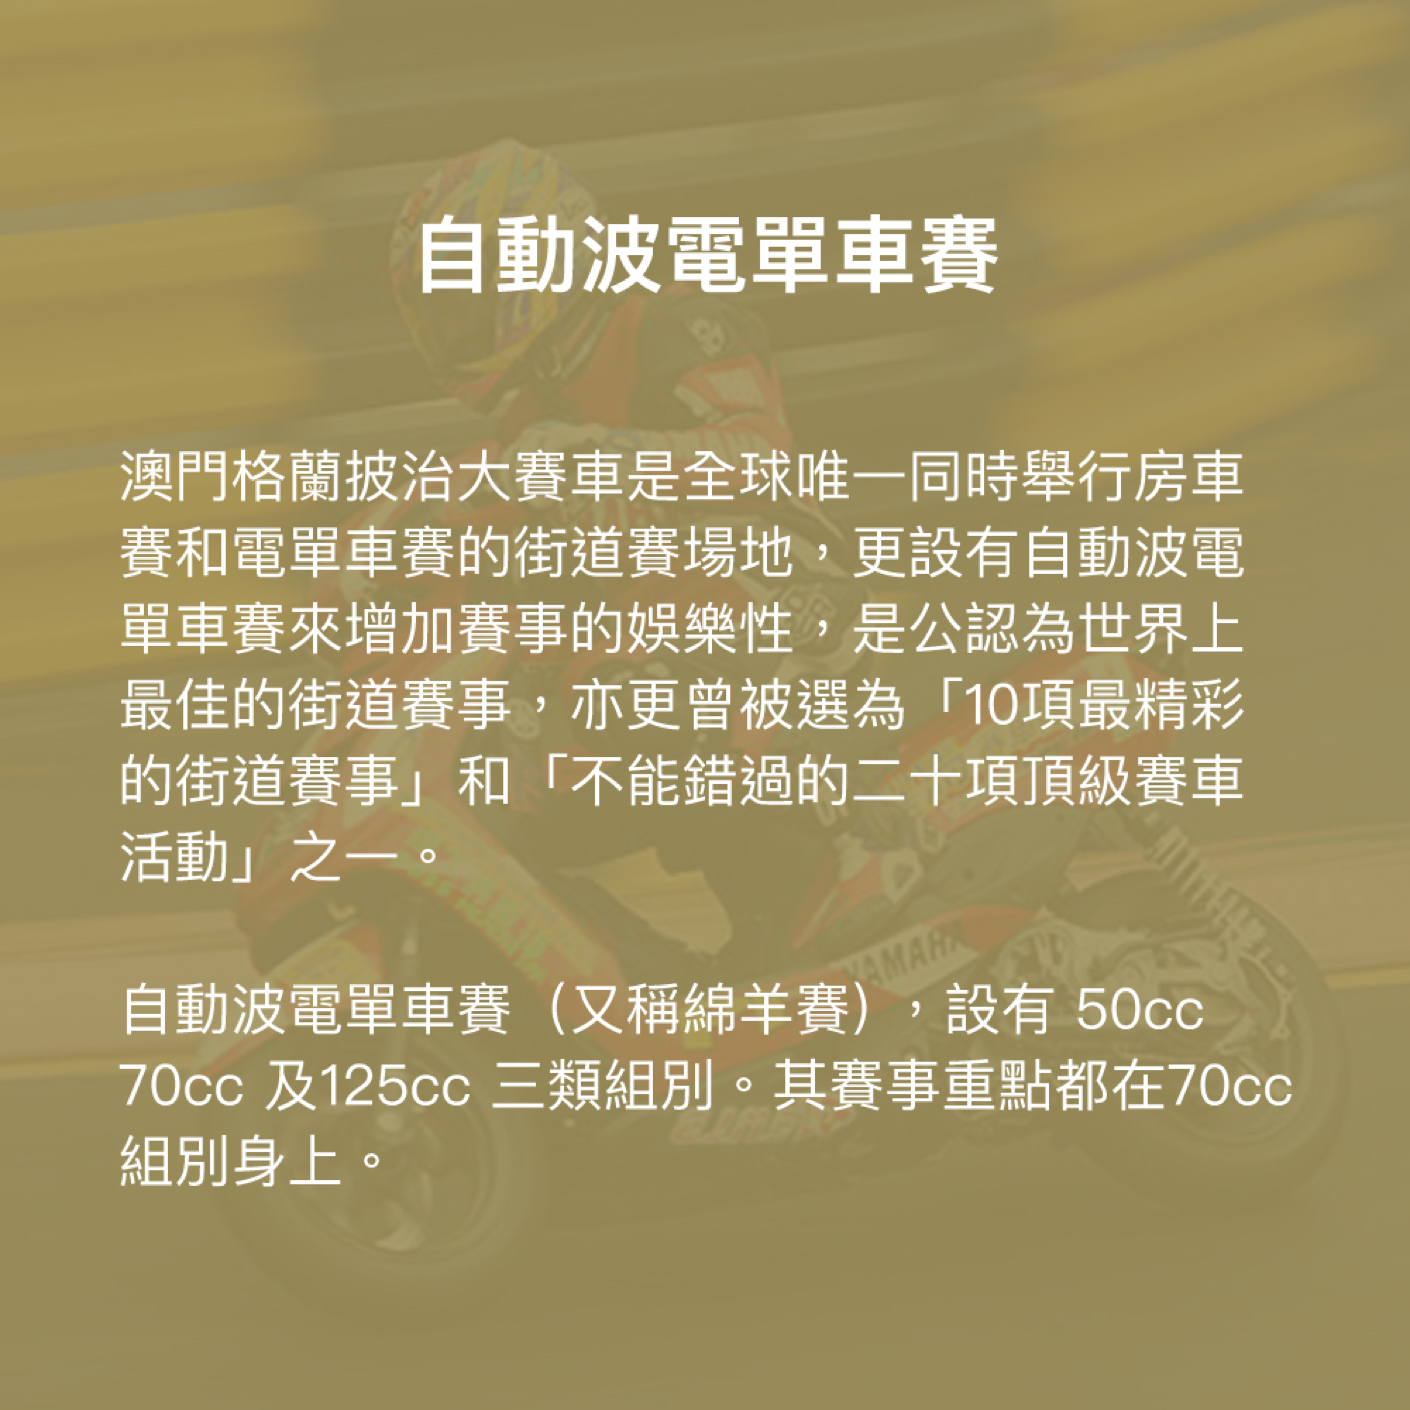 自動波電單車賽
澳門格蘭披治大賽車是全球唯一同時舉行房車
賽和電單車賽的街道賽場地，更設有自動波電
單車賽來增加賽事的娛樂性，是公認為世界上
最佳的街道賽事，亦更曾被選為「10項最精彩
的街道賽事」和「不能錯過的二十項頂級賽車
活動」之一。
自動波電單車賽（又稱綿羊賽），設有 50cc
70cc 及125cc 三類組別。其賽事重點都在70cc
組別身上。
YAMAHA